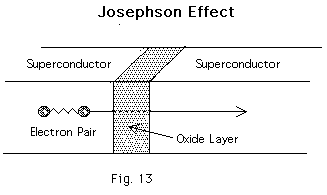 Josephson Effect
Superconductor
Superconductor
Electron Pair
Oxide Layer
Fig. 13